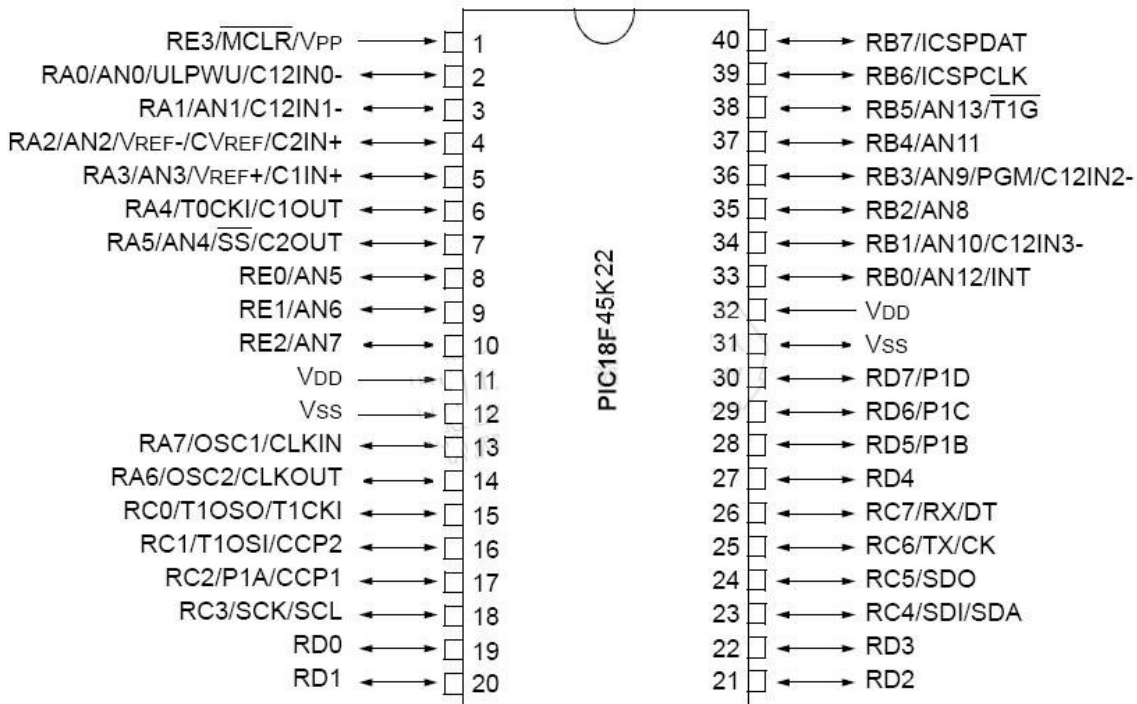 RE3/MCLR/VPP 1
RA0/AN0/ULPWU/C12IN0- 2
RA1/AN1/C12IN1- 3
RA2/AN2/VREF-/CVREF/C2IN+ 4
RA3/AN3/VREF+/C1IN+ 5
RA4/T0CKI/C1OUT 6
RA5/AN4/SS/C2OUT 7
RE0/AN5 8
RE1/AN6 9
RE2/AN7 10
VDD 11
VSS 12
RA7/OSC1/CLKIN 13
RA6/OSC2/CLKOUT 14
RC0/T1OSO/T1CKI 15
RC1/T1OSI/CCP2 16
RC2/P1A/CCP1 17
RC3/SCK/SCL 18
RD0 19
RD1 20
PIC18F45K22
40 RB7/ICSPDAT
39 RB6/ICSPCLK
38 RB5/AN13/T1G
37 RB4/AN11
36 RB3/AN9/PGM/C12IN2-
35 RB2/AN8
34 RB1/AN10/C12IN3-
33 RB0/AN12/INT
32 VDD
31 VSS
30 RD7/P1D
29 RD6/P1C
28 RD5/P1B
27 RD4
26 RC7/RX/DT
25 RC6/TX/CK
24 RC5/SDO
23 RC4/SDI/SDA
22 RD3
21 RD2